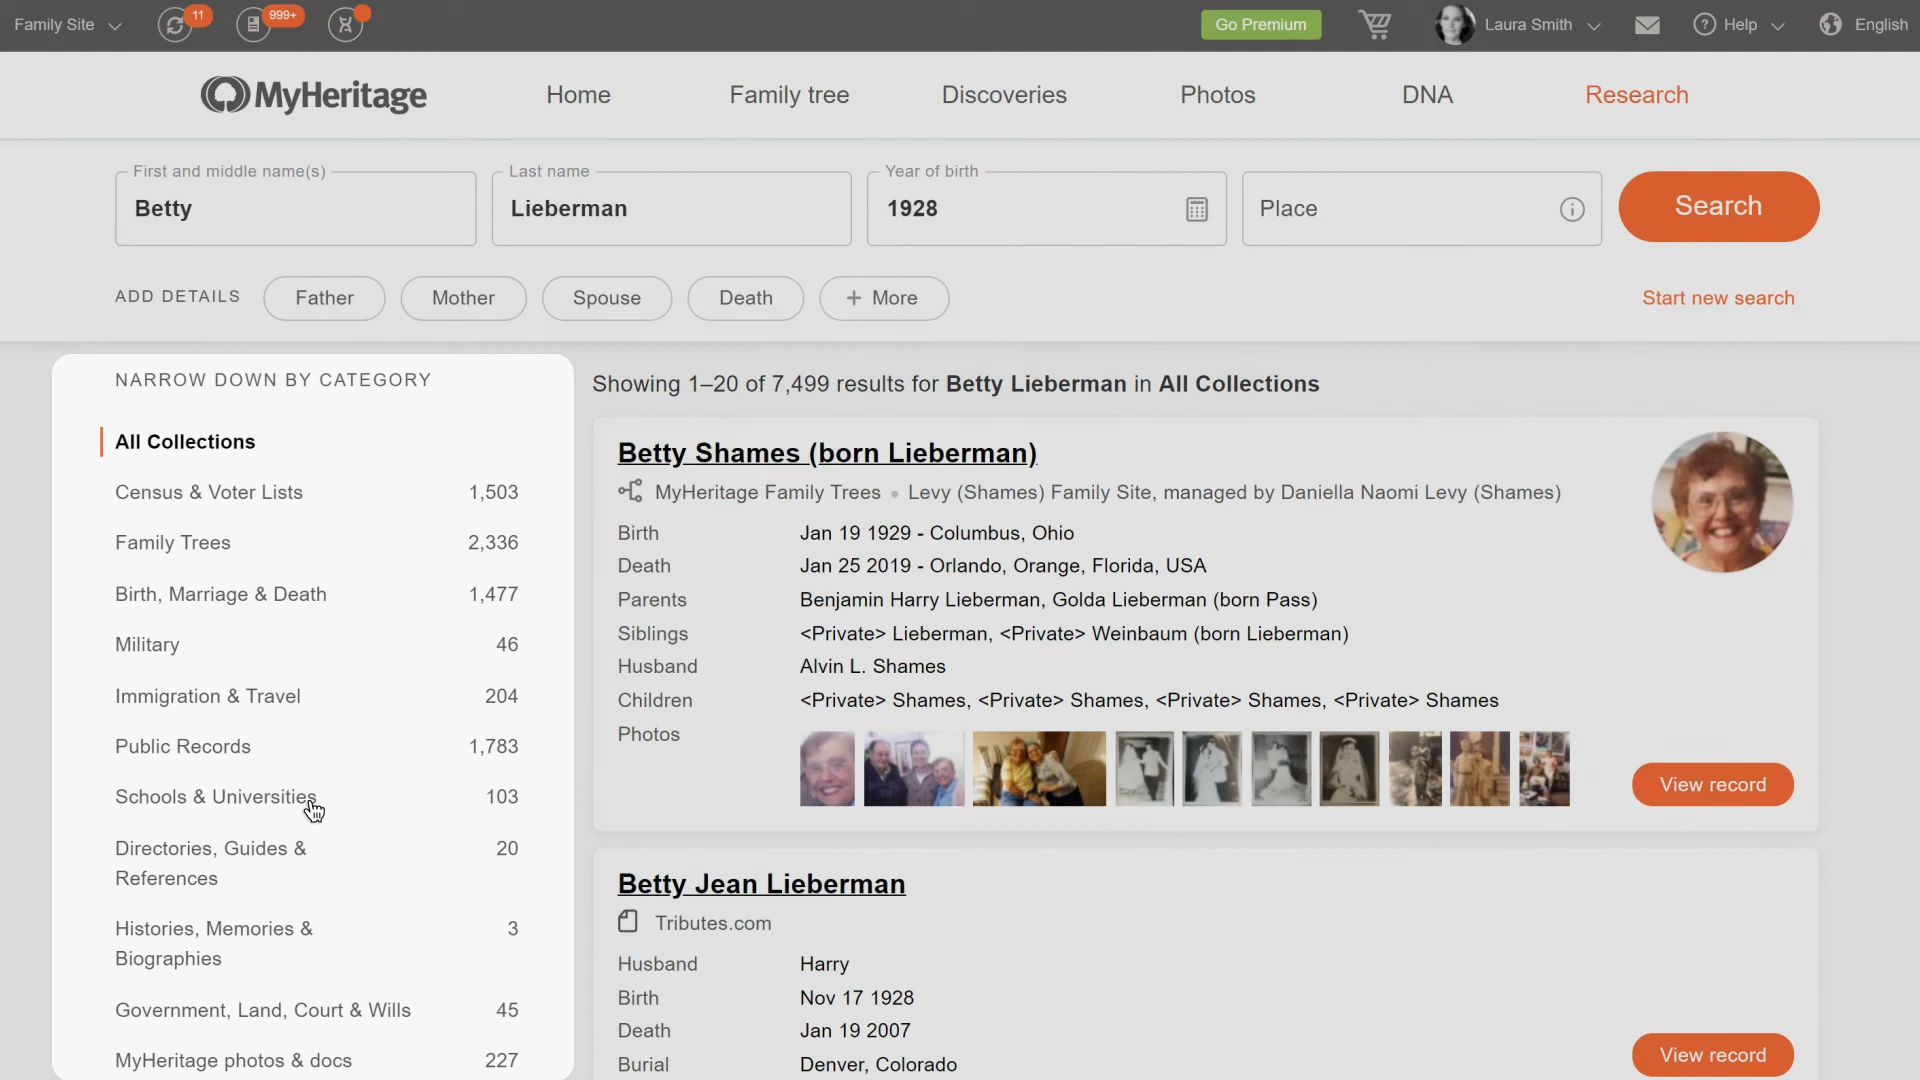 Family Site
11
999+
Go Premium
Laura Smith
Help
English
MyHeritage
Home
Family tree
Discoveries
Photos
DNA
Research
First and middle name(s)
Betty
Last name
Lieberman
Year of birth
1928
Place
Search
ADD DETAILS
Father
Mother
Spouse
Death
+ More
Start new search
NARROW DOWN BY CATEGORY
All Collections
Census & Voter Lists 1,503
Family Trees 2,336
Birth, Marriage & Death 1,477
Military 46
Immigration & Travel 204
Public Records 1,783
Schools & Universities 103
Directories, Guides & 20
References
Histories, Memories & 3
Biographies
Government, Land, Court & Wills 45
MyHeritage photos & docs 227
Showing 1–20 of 7,499 results for Betty Lieberman in All Collections
Betty Shames (born Lieberman)
MyHeritage Family Trees • Levy (Shames) Family Site, managed by Daniella Naomi Levy (Shames)
Birth Jan 19 1929 - Columbus, Ohio
Death Jan 25 2019 - Orlando, Orange, Florida, USA
Parents Benjamin Harry Lieberman, Golda Lieberman (born Pass)
Siblings <Private> Lieberman, <Private> Weinbaum (born Lieberman)
Husband Alvin L. Shames
Children <Private> Shames, <Private> Shames, <Private> Shames, <Private> Shames
Photos
View record
Betty Jean Lieberman
Tributes.com
Husband Harry
Birth Nov 17 1928
Death Jan 19 2007
Burial Denver, Colorado
View record